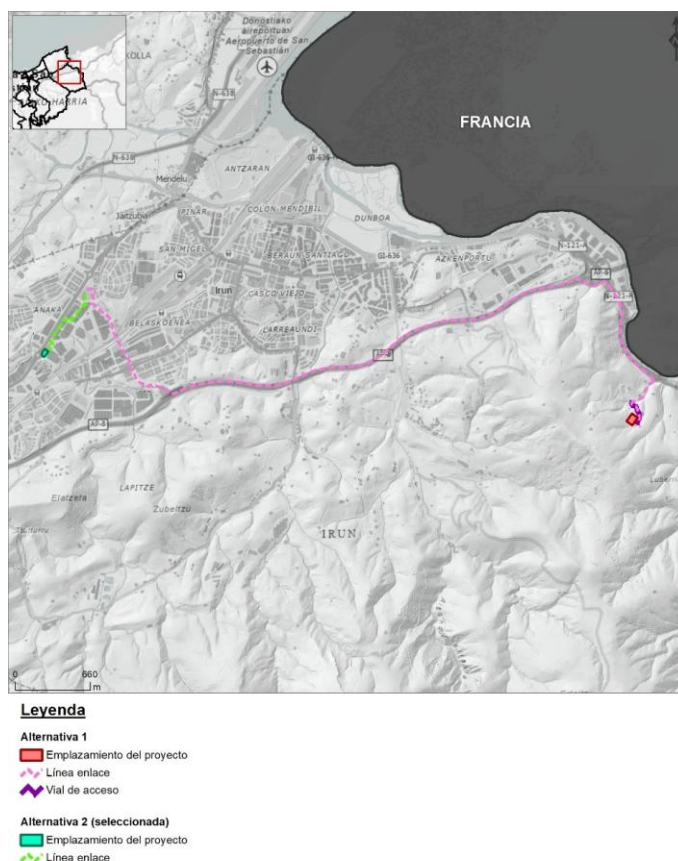 Donostiako
aireportua/
Aeropuerto de San
Sebastián
KOLLA
N-638
N-638
FRANCIA
GI-636
ANTZARAN
Mendelu
Jaitzubia
PINAR
COLON MENDIBIL
DUNBOA
SAN MIGEL
BERAUN SANTIAGO
GI-636
AZKENPORTU
N-121-A
AP-8
N-121-A
Irun
CASCO VIEJO
ANAKA
BELASKOENEA
LARREAUNDI
AP-8
AP-8
LAPITZE
Elatzeta
Zubeltzu
IRUN
0 660
m
Leyenda
Alternativa 1
Emplazamiento del proyecto
Línea enlace
Vial de acceso
Alternativa 2 (seleccionada)
Emplazamiento del proyecto
Línea enlace